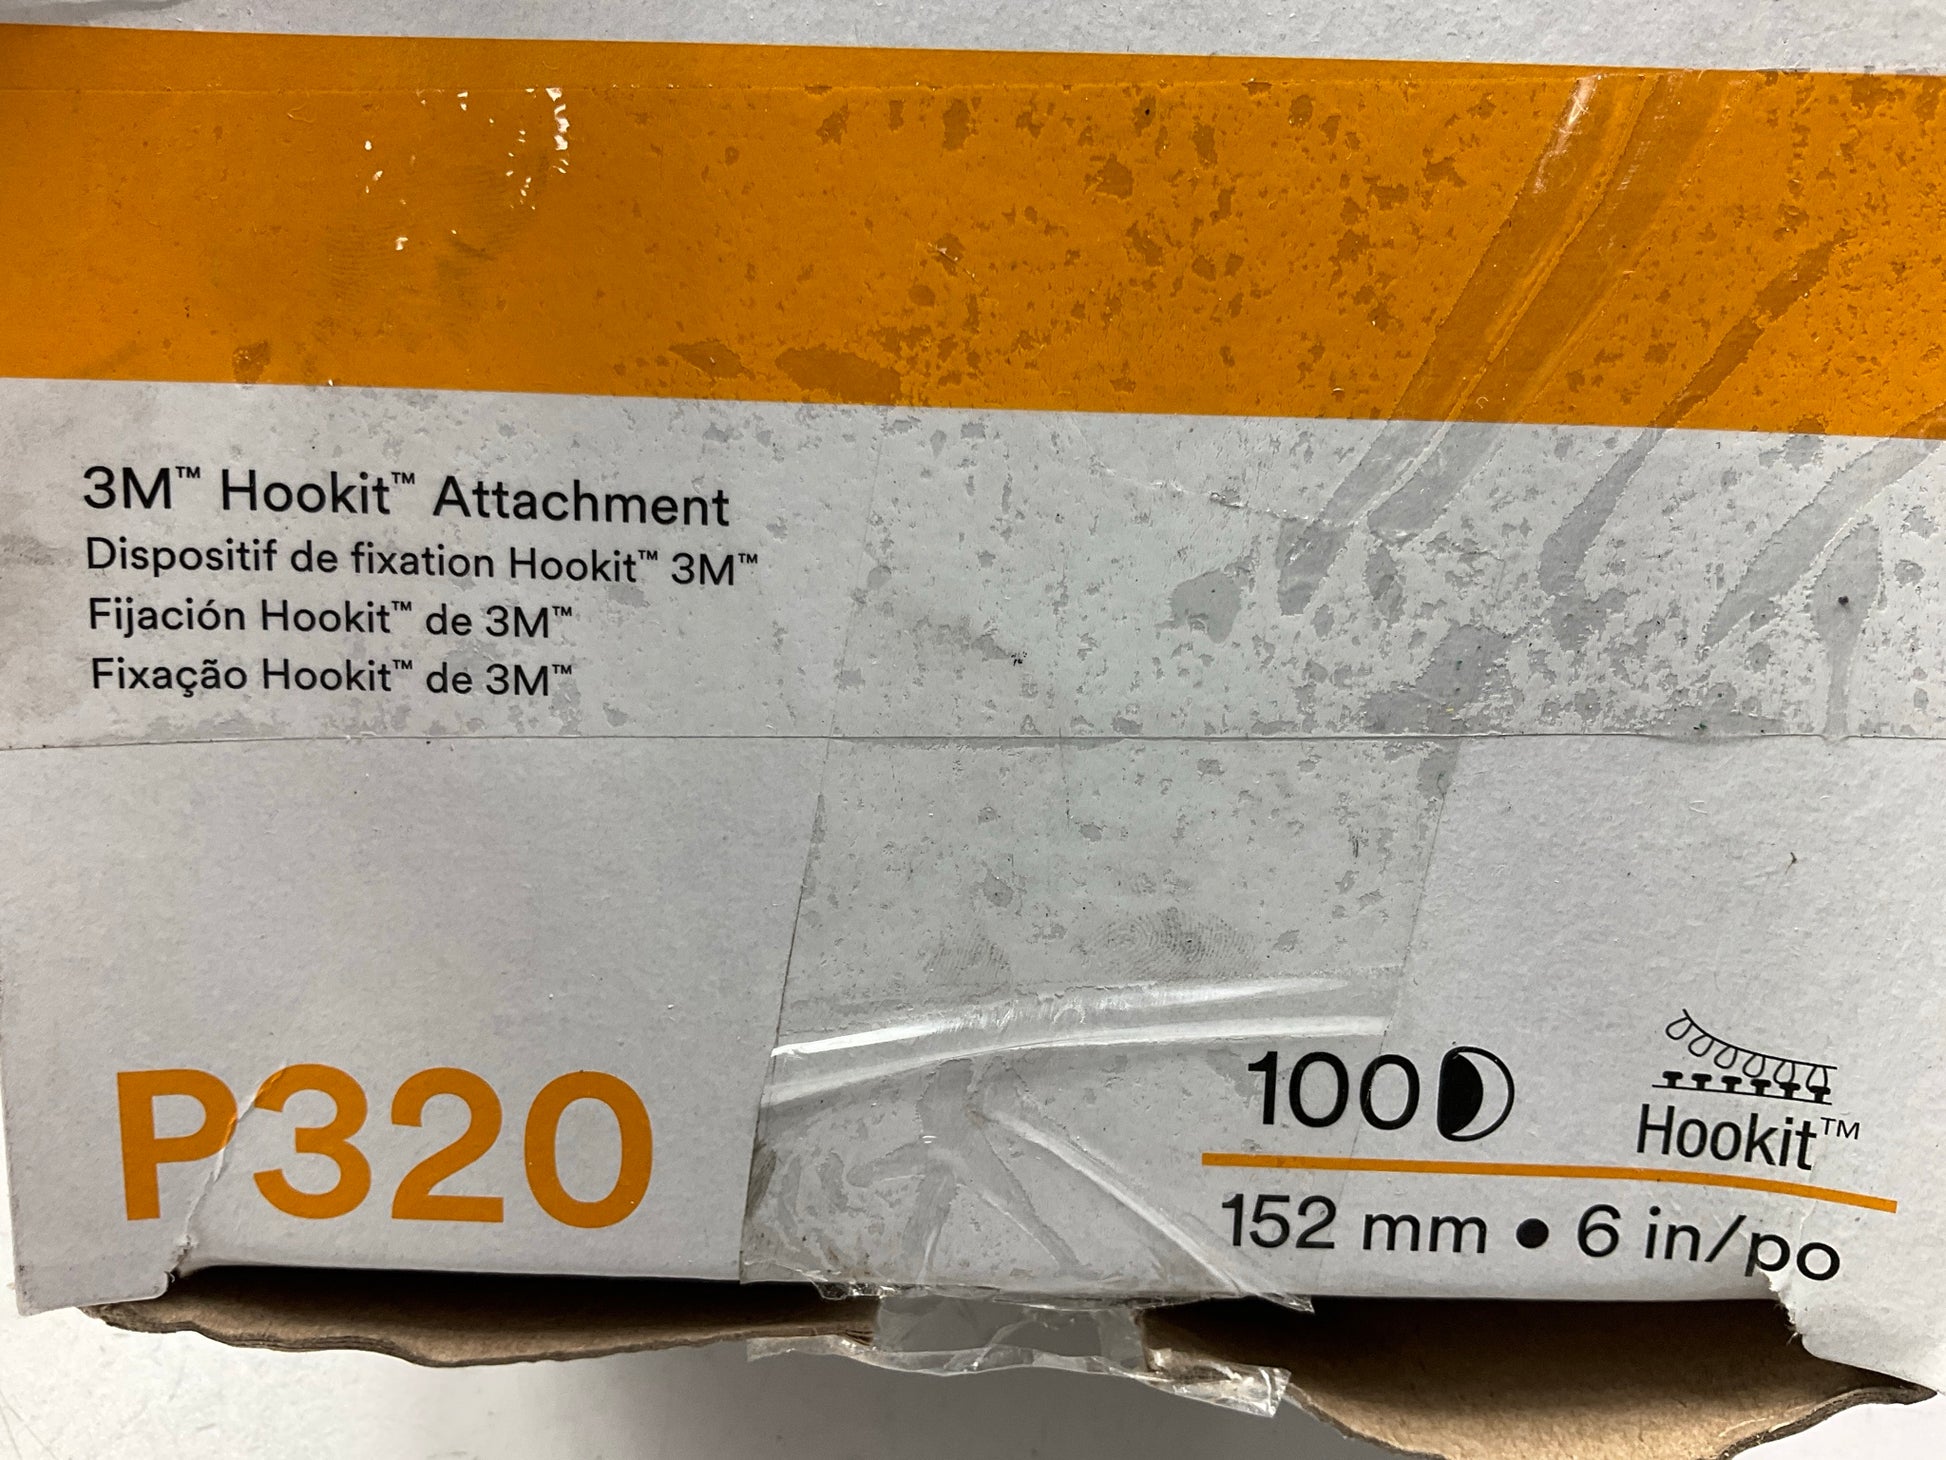 3M™ Hookit™ Attachment
Dispositif de fixation Hookit™ 3M™
Fijación Hookit™ de 3M™
Fixação Hookit™ de 3M™
P320
100
Hookit™
152 mm • 6 in/po